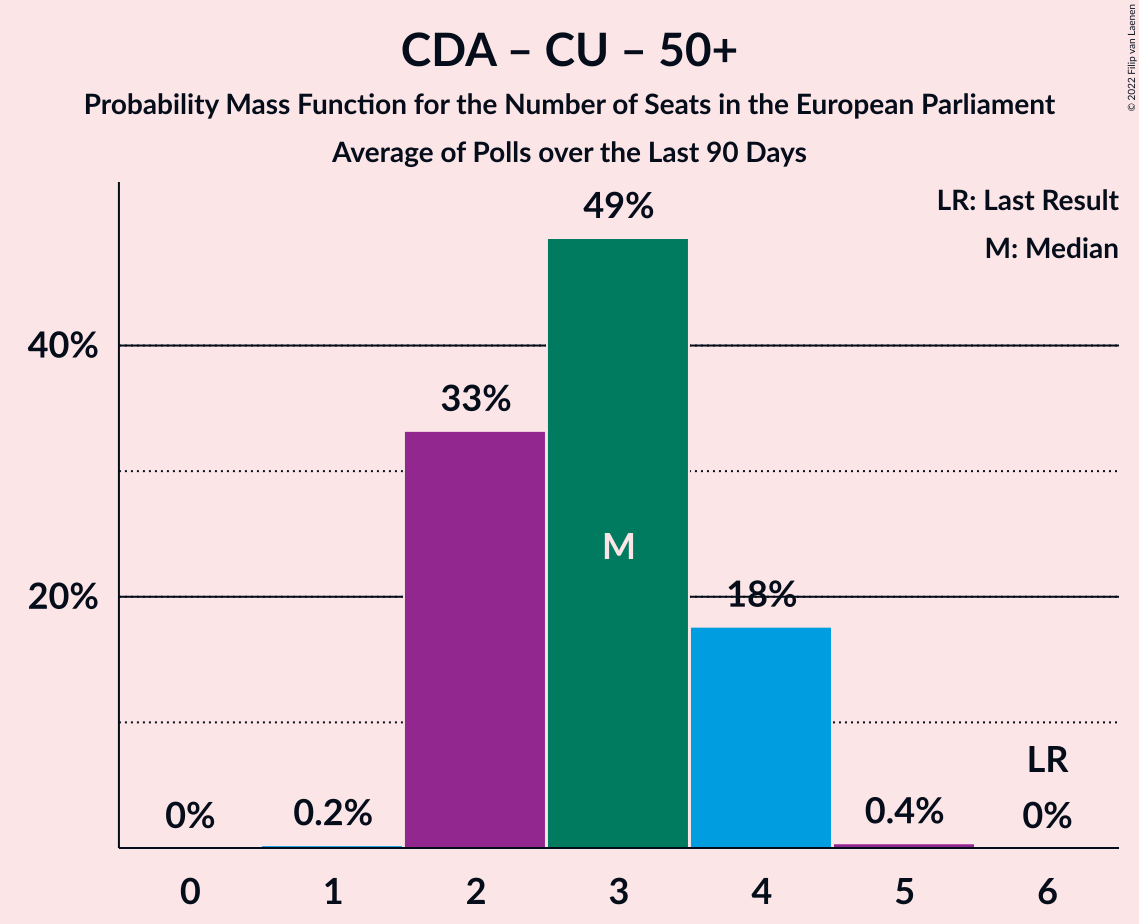 CDA – CU – 50+
Probability Mass Function for the Number of Seats in the European Parliament
Average of Polls over the Last 90 Days
© 2022 Filip van Laenen
LR: Last Result
M: Median
49%
40%
33%
M
20%
18%
LR
0%
0.2%
0.4%
0%
0
1
2
3
4
5
6